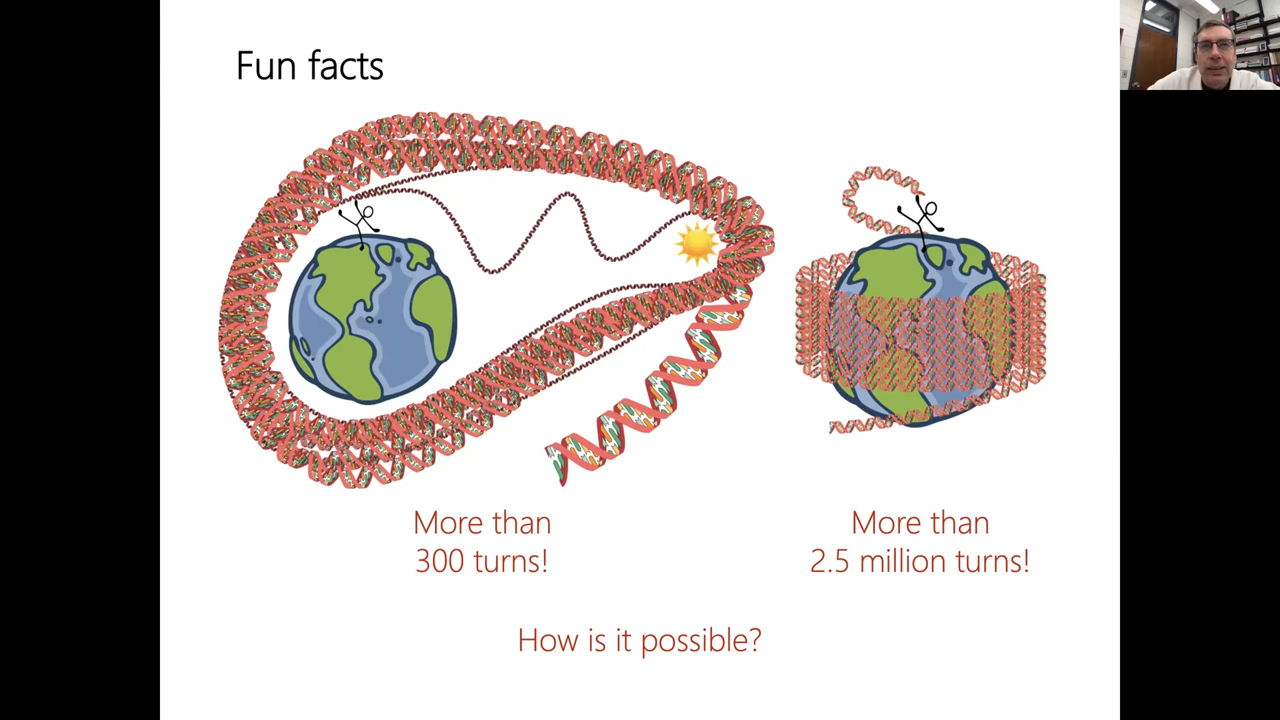 Fun facts
More than
300 turns!
More than
2.5 million turns!
How is it possible?